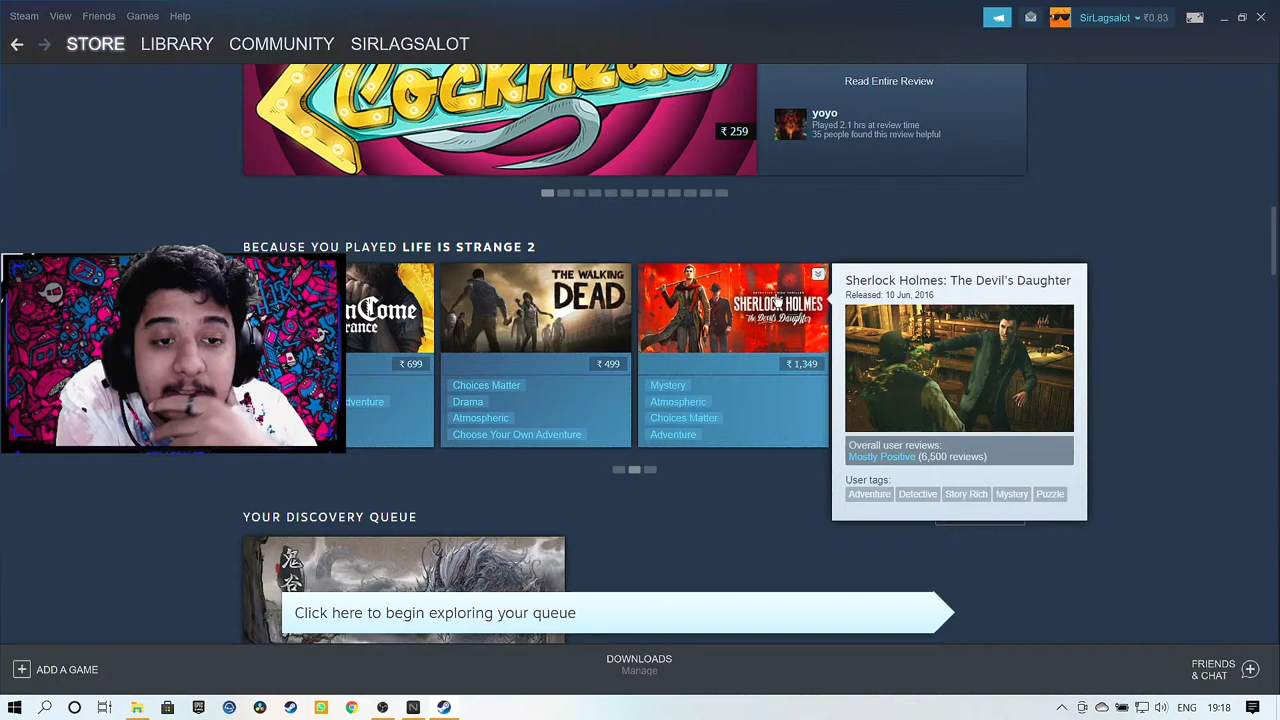 Steam View Friends Games Help
SirLagsalot ₹ 0.83
STORE LIBRARY COMMUNITY SIRLAGSALOT
Read Entire Review
yoyo
Played 2.1 hrs at review time
35 people found this review helpful
₹ 259
BECAUSE YOU PLAYED LIFE IS STRANGE 2
THE WALKING
DEAD
SHERLOCK HOLMES
The Devil's Daughter
₹ 699
₹ 499
₹ 1,349
Choices Matter
Drama
Atmospheric
Choose Your Own Adventure
Mystery
Atmospheric
Choices Matter
Adventure
Sherlock Holmes: The Devil's Daughter
Released: 10 Jun, 2016
Overall user reviews:
Mostly Positive (6,500 reviews)
User tags:
Adventure Detective Story Rich Mystery Puzzle
YOUR DISCOVERY QUEUE
鬼
谷
Click here to begin exploring your queue
ADD A GAME
DOWNLOADS
Manage
FRIENDS
& CHAT
ENG 19:18